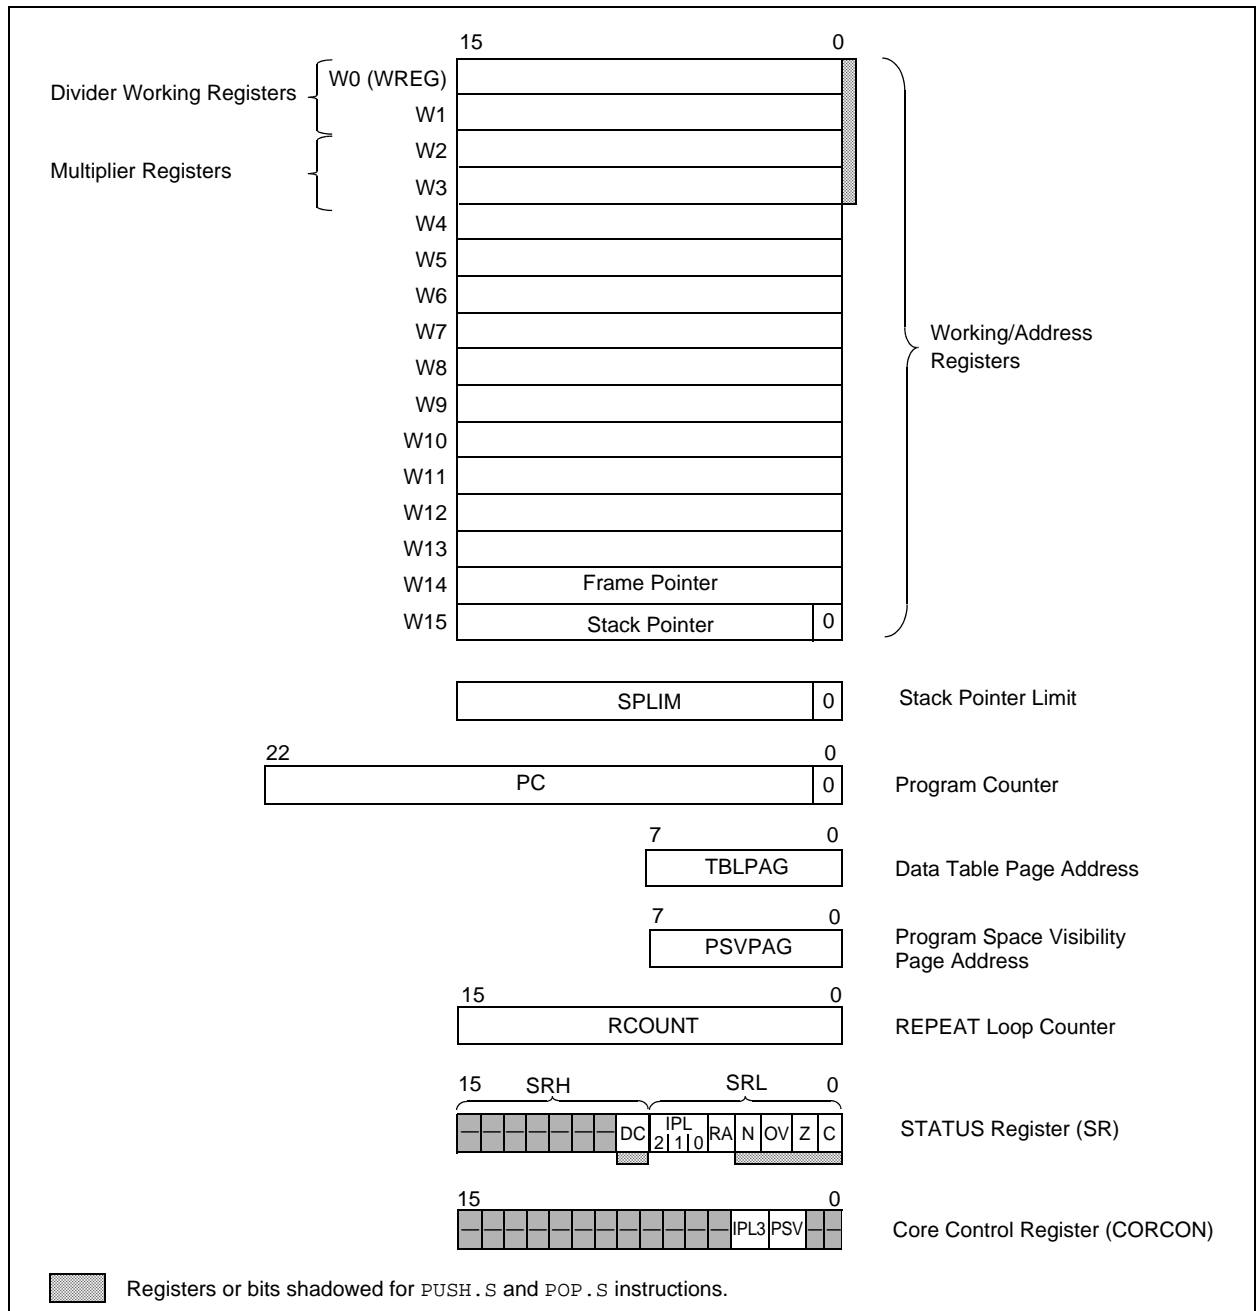 15 0
Divider Working Registers
W0 (WREG)
W1
Multiplier Registers
W2
W3
W4
W5
W6
W7
W8
W9
W10
W11
W12
W13
W14 Frame Pointer
W15 Stack Pointer 0
Working/Address
Registers
SPLIM 0 Stack Pointer Limit
22 0
PC 0 Program Counter
7 0
TBLPAG Data Table Page Address
7 0
PSVPAG Program Space Visibility
Page Address
15 0
RCOUNT REPEAT Loop Counter
15 SRH SRL 0
— — — — — — — DC IPL RA N OV Z C STATUS Register (SR)
2 1 0
15 0
— — — — — — — — — — — — IPL3 PSV — — Core Control Register (CORCON)
Registers or bits shadowed for PUSH.S and POP.S instructions.